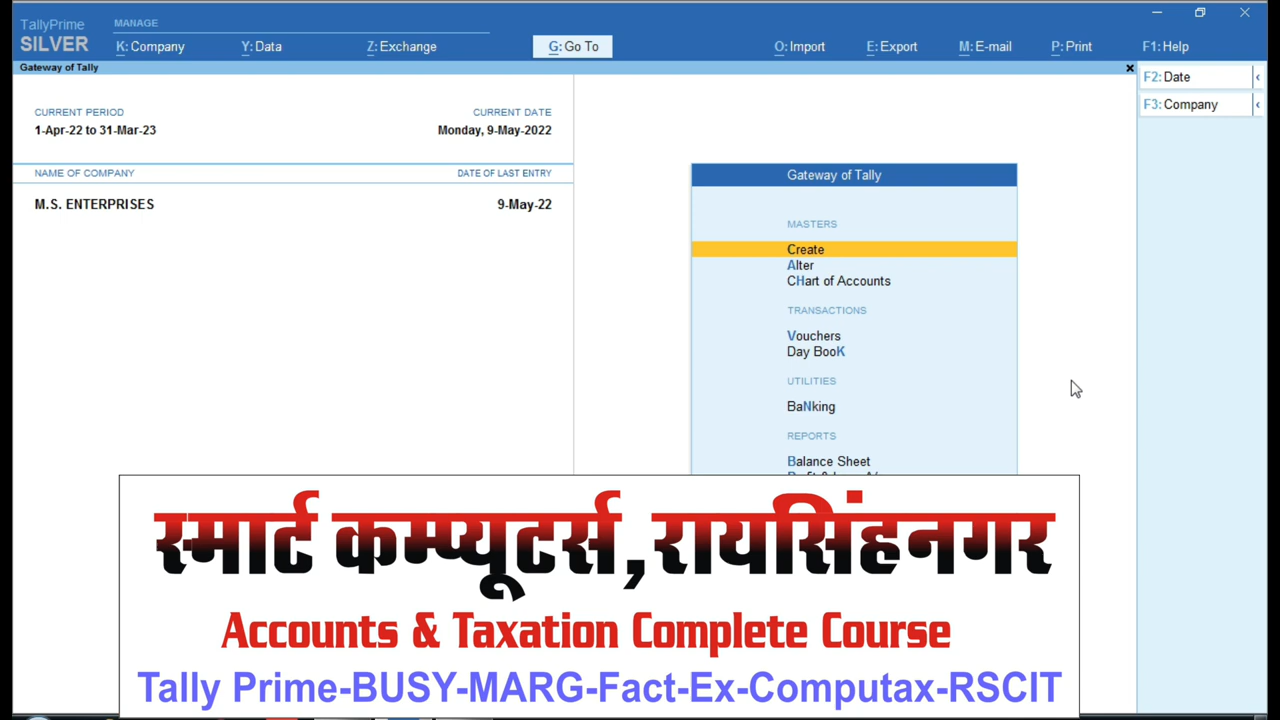 TallyPrime
SILVER
MANAGE
K: Company Y: Data Z: Exchange G: Go To O: Import E: Export M: E-mail P: Print F1: Help
Gateway of Tally
F2: Date
F3: Company
CURRENT PERIOD CURRENT DATE
1-Apr-22 to 31-Mar-23 Monday, 9-May-2022
NAME OF COMPANY DATE OF LAST ENTRY
M.S. ENTERPRISES 9-May-22
Gateway of Tally
MASTERS
Create
Alter
CHart of Accounts
TRANSACTIONS
Vouchers
Day BooK
UTILITIES
BaNking
REPORTS
Balance Sheet
स्मार्ट कम्प्यूटर्स,रायसिंहनगर
Accounts & Taxation Complete Course
Tally Prime-BUSY-MARG-Fact-Ex-Computax-RSCIT